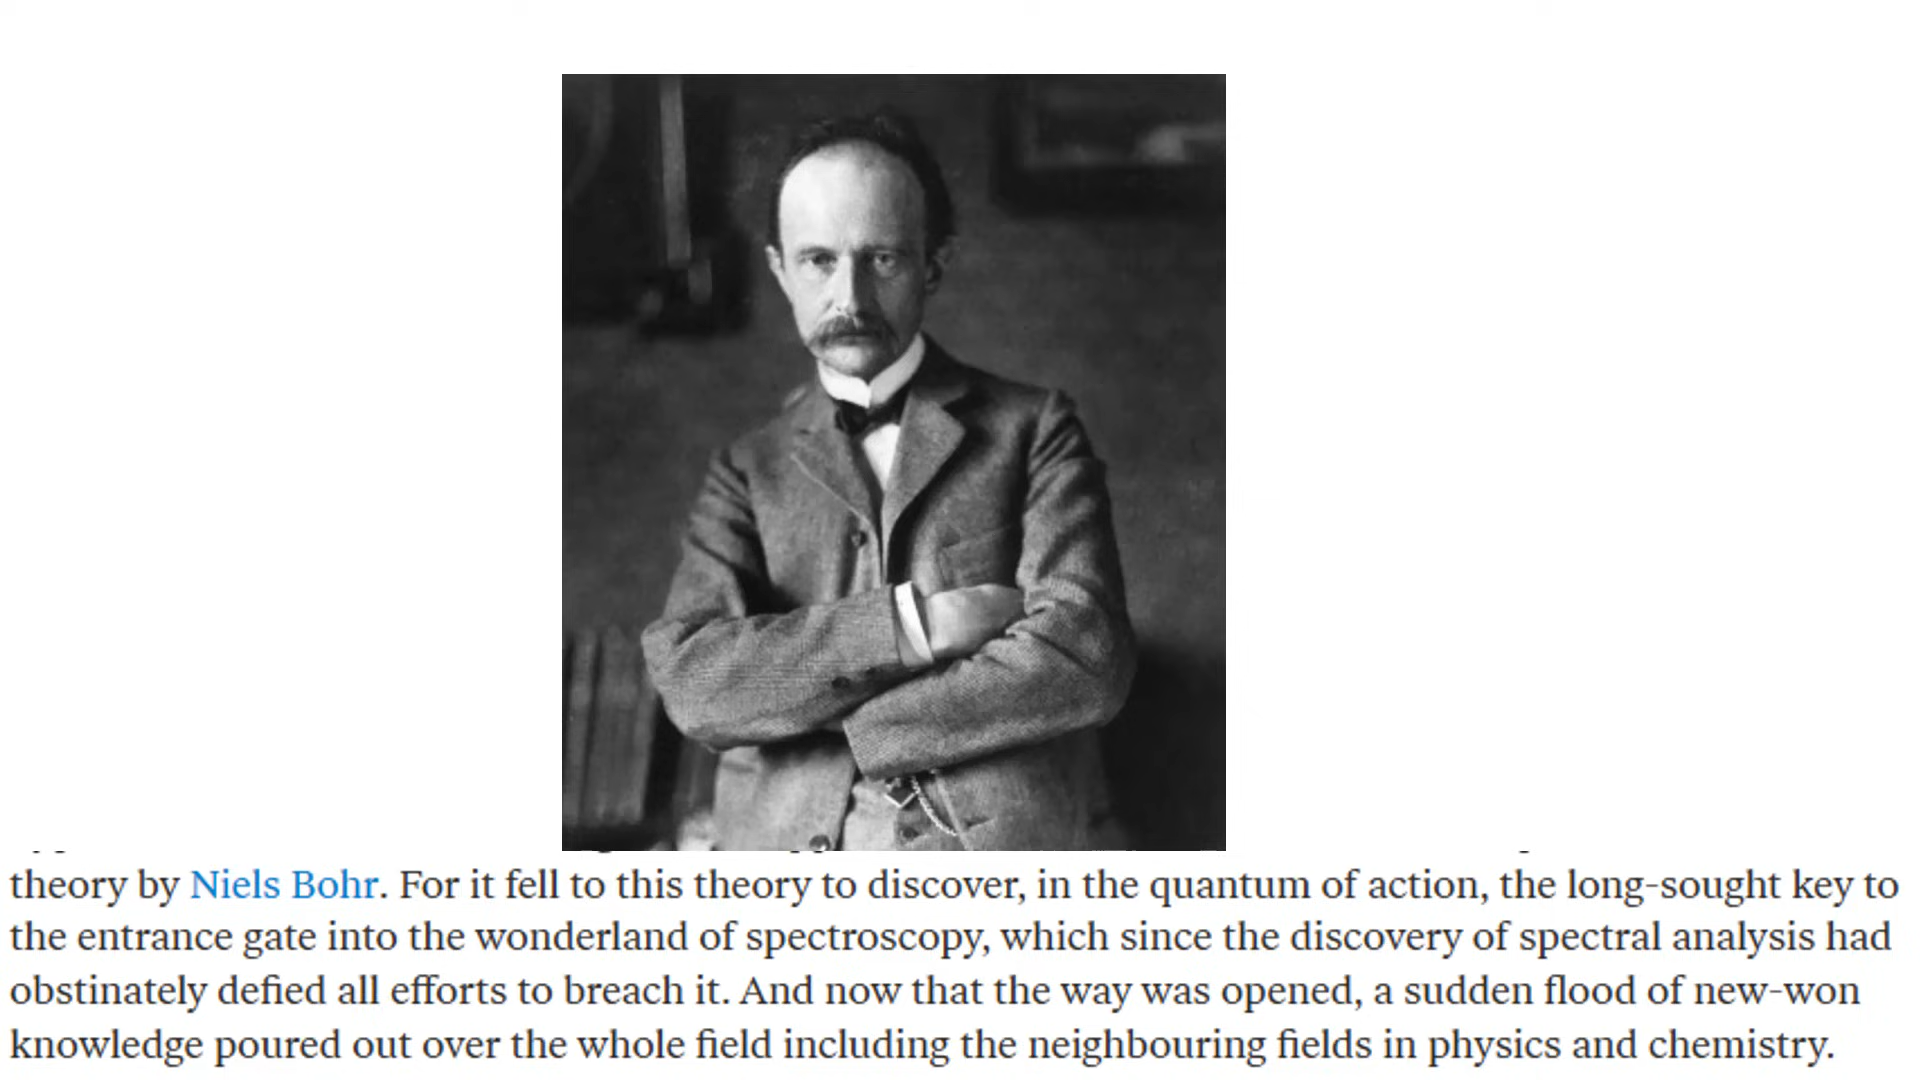 theory by Niels Bohr. For it fell to this theory to discover, in the quantum of action, the long-sought key to
the entrance gate into the wonderland of spectroscopy, which since the discovery of spectral analysis had
obstinately defied all efforts to breach it. And now that the way was opened, a sudden flood of new-won
knowledge poured out over the whole field including the neighbouring fields in physics and chemistry.